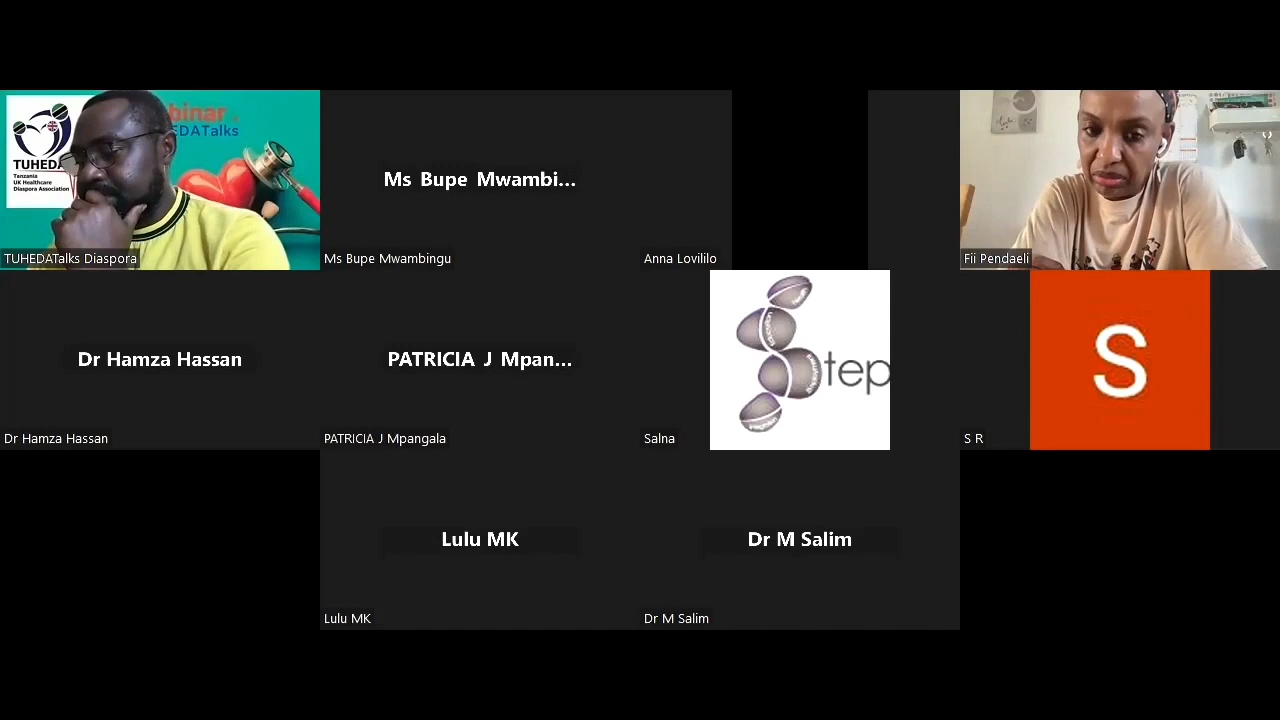 binar .
EDATalks
TUHEDA
Tanzania
UK Healthcare
Diaspora Association
TUHEDATalks Diaspora
Ms Bupe Mwambi...
Ms Bupe Mwambingu
Anna Lovililo
Fii Pendaeli
Dr Hamza Hassan
Dr Hamza Hassan
PATRICIA J Mpan...
PATRICIA J Mpangala
tep
Salna
S
S R
Lulu MK
Lulu MK
Dr M Salim
Dr M Salim